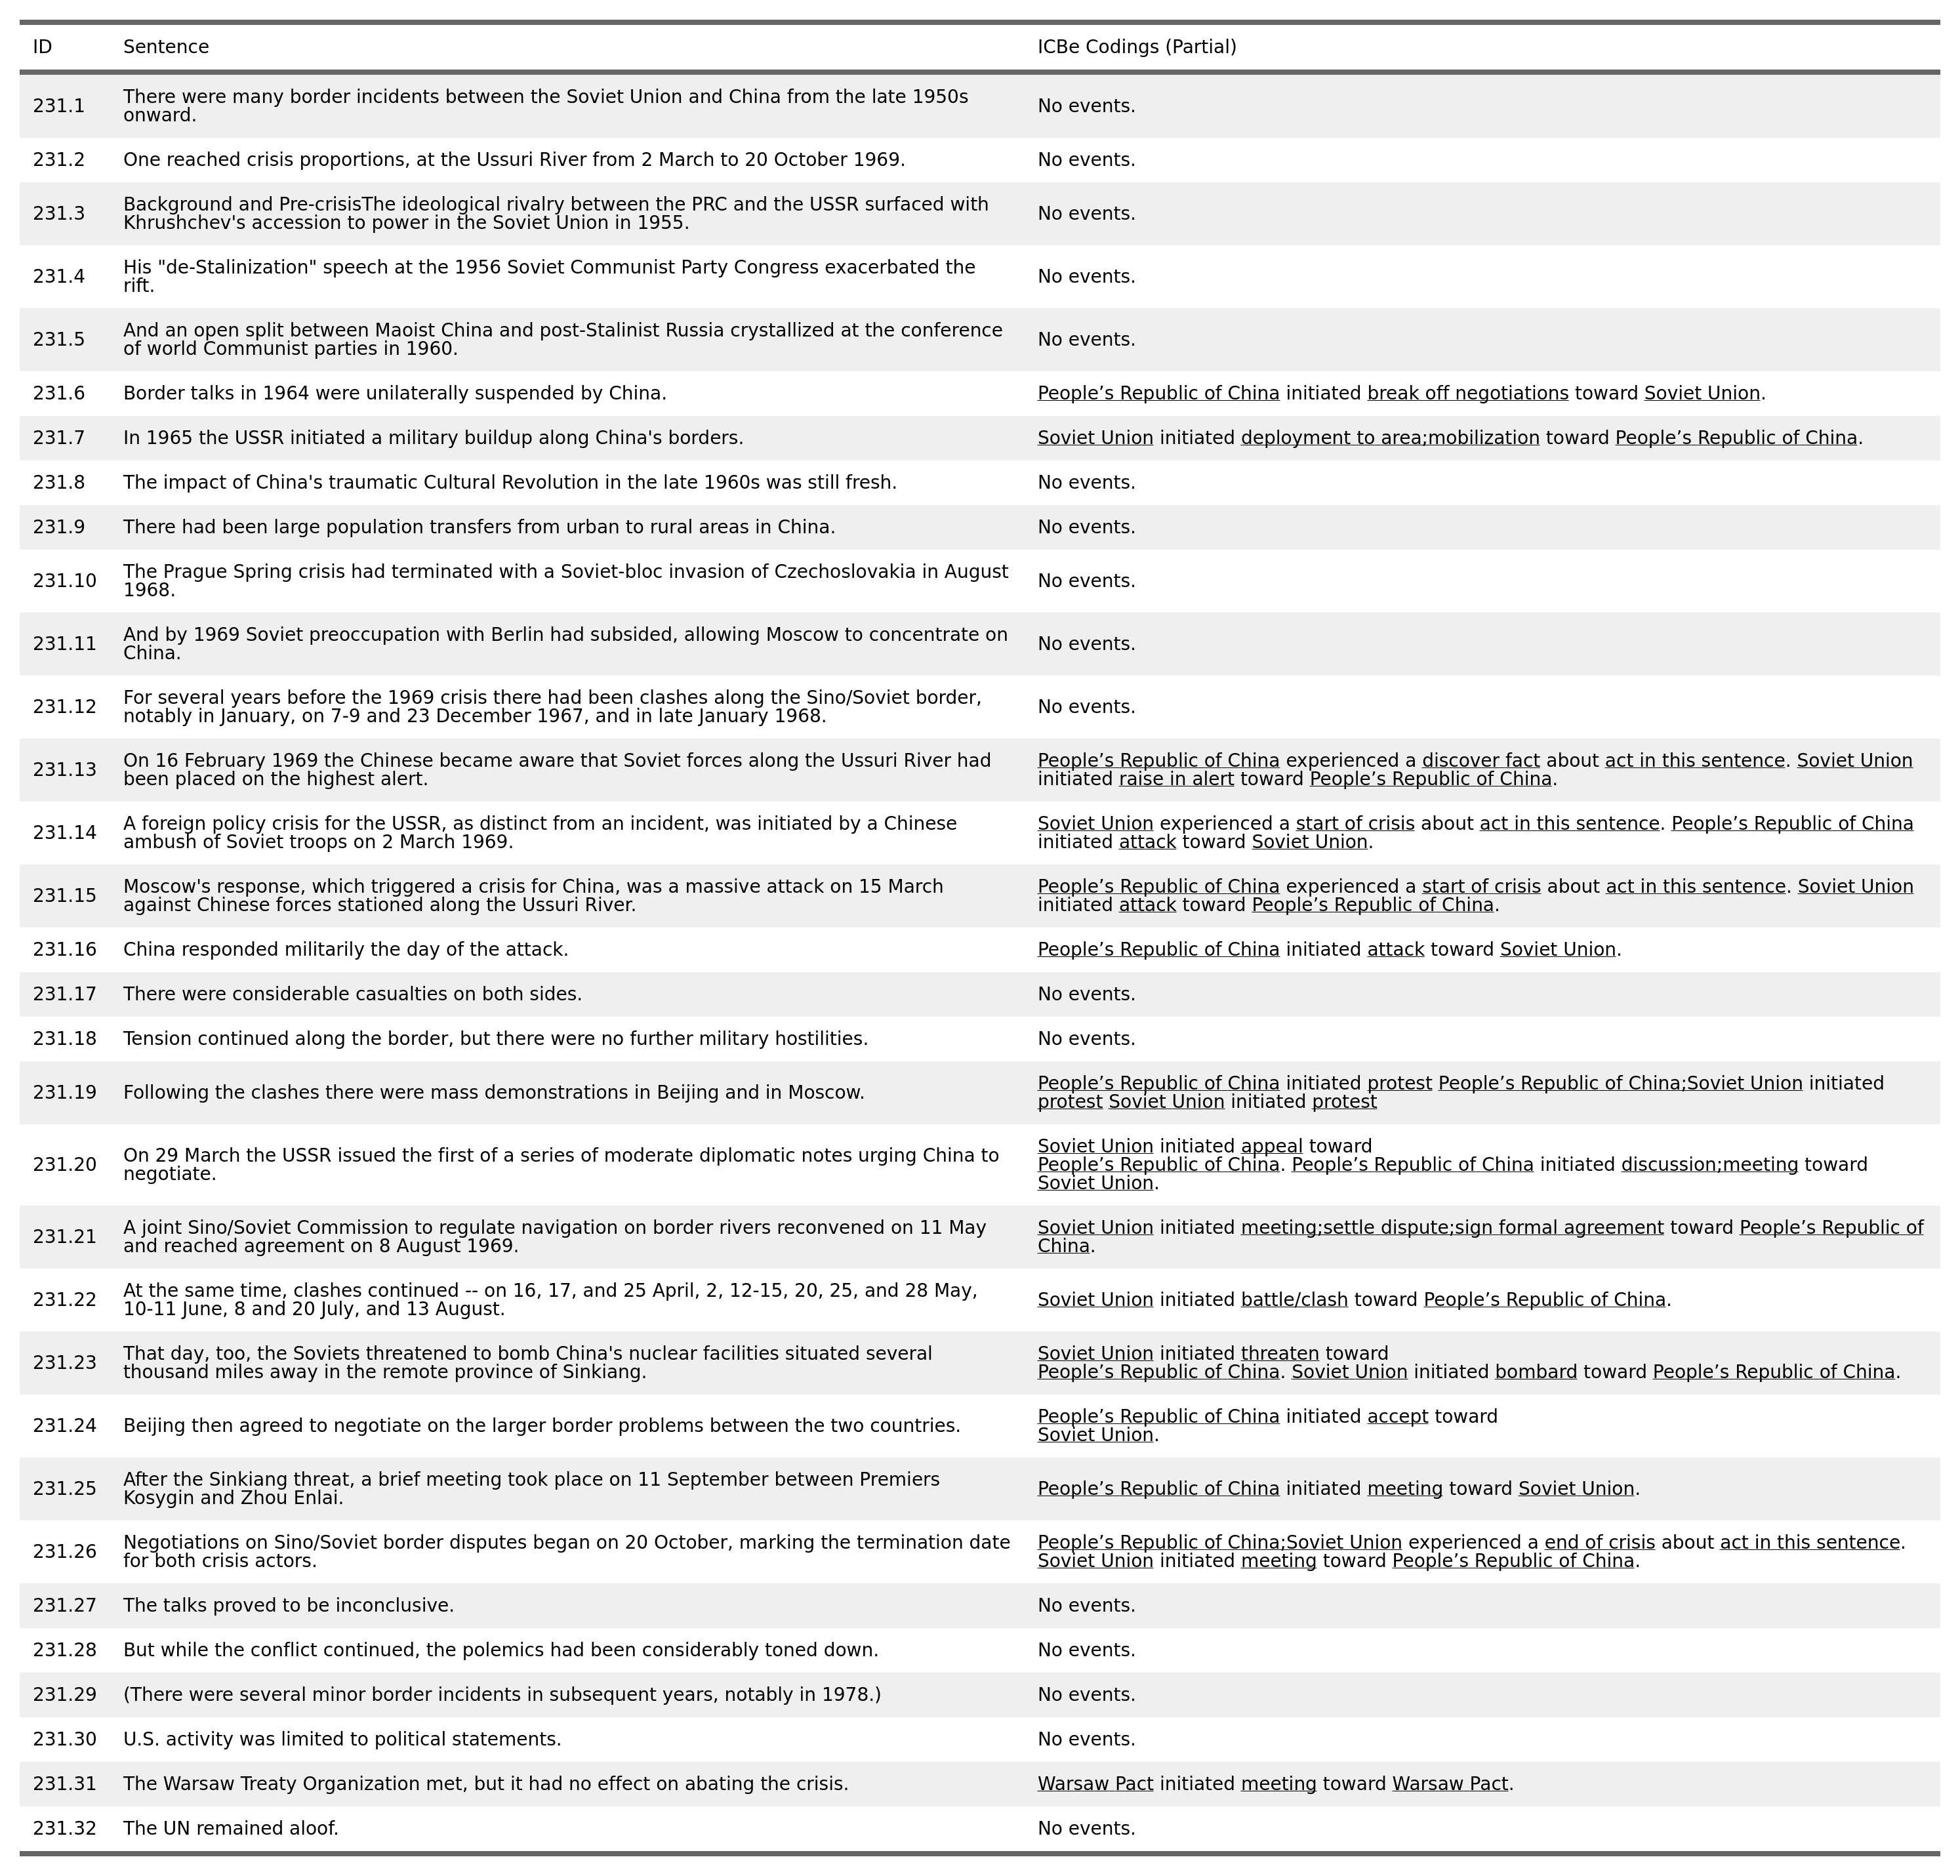 ID Sentence ICBe Codings (Partial)
231.1 There were many border incidents between the Soviet Union and China from the late 1950s
onward. No events.
231.2 One reached crisis proportions, at the Ussuri River from 2 March to 20 October 1969. No events.
231.3 Background and Pre-crisisThe ideological rivalry between the PRC and the USSR surfaced with
Khrushchev's accession to power in the Soviet Union in 1955. No events.
231.4 His "de-Stalinization" speech at the 1956 Soviet Communist Party Congress exacerbated the
rift. No events.
231.5 And an open split between Maoist China and post-Stalinist Russia crystallized at the conference
of world Communist parties in 1960. No events.
231.6 Border talks in 1964 were unilaterally suspended by China. People’s Republic of China initiated break off negotiations toward Soviet Union.
231.7 In 1965 the USSR initiated a military buildup along China's borders. Soviet Union initiated deployment to area;mobilization toward People’s Republic of China.
231.8 The impact of China's traumatic Cultural Revolution in the late 1960s was still fresh. No events.
231.9 There had been large population transfers from urban to rural areas in China. No events.
231.10 The Prague Spring crisis had terminated with a Soviet-bloc invasion of Czechoslovakia in August
1968. No events.
231.11 And by 1969 Soviet preoccupation with Berlin had subsided, allowing Moscow to concentrate on
China. No events.
231.12 For several years before the 1969 crisis there had been clashes along the Sino/Soviet border,
notably in January, on 7-9 and 23 December 1967, and in late January 1968. No events.
231.13 On 16 February 1969 the Chinese became aware that Soviet forces along the Ussuri River had
been placed on the highest alert.
People’s Republic of China experienced a discover fact about act in this sentence. Soviet Union
initiated raise in alert toward People’s Republic of China.
231.14 A foreign policy crisis for the USSR, as distinct from an incident, was initiated by a Chinese
ambush of Soviet troops on 2 March 1969.
Soviet Union experienced a start of crisis about act in this sentence. People’s Republic of China
initiated attack toward Soviet Union.
231.15 Moscow's response, which triggered a crisis for China, was a massive attack on 15 March
against Chinese forces stationed along the Ussuri River.
People’s Republic of China experienced a start of crisis about act in this sentence. Soviet Union
initiated attack toward People’s Republic of China.
231.16 China responded militarily the day of the attack. People’s Republic of China initiated attack toward Soviet Union.
231.17 There were considerable casualties on both sides. No events.
231.18 Tension continued along the border, but there were no further military hostilities. No events.
231.19 Following the clashes there were mass demonstrations in Beijing and in Moscow.
People’s Republic of China initiated protest People’s Republic of China;Soviet Union initiated
protest Soviet Union initiated protest
231.20 On 29 March the USSR issued the first of a series of moderate diplomatic notes urging China to
negotiate.
Soviet Union initiated appeal toward
People’s Republic of China. People’s Republic of China initiated discussion;meeting toward
Soviet Union.
231.21 A joint Sino/Soviet Commission to regulate navigation on border rivers reconvened on 11 May
and reached agreement on 8 August 1969.
Soviet Union initiated meeting;settle dispute;sign formal agreement toward People’s Republic of
China.
231.22 At the same time, clashes continued -- on 16, 17, and 25 April, 2, 12-15, 20, 25, and 28 May,
10-11 June, 8 and 20 July, and 13 August. Soviet Union initiated battle/clash toward People’s Republic of China.
231.23 That day, too, the Soviets threatened to bomb China's nuclear facilities situated several
thousand miles away in the remote province of Sinkiang.
Soviet Union initiated threaten toward
People’s Republic of China. Soviet Union initiated bombard toward People’s Republic of China.
231.24 Beijing then agreed to negotiate on the larger border problems between the two countries.
People’s Republic of China initiated accept toward
Soviet Union.
231.25 After the Sinkiang threat, a brief meeting took place on 11 September between Premiers
Kosygin and Zhou Enlai. People’s Republic of China initiated meeting toward Soviet Union.
231.26 Negotiations on Sino/Soviet border disputes began on 20 October, marking the termination date
for both crisis actors.
People’s Republic of China;Soviet Union experienced a end of crisis about act in this sentence.
Soviet Union initiated meeting toward People’s Republic of China.
231.27 The talks proved to be inconclusive. No events.
231.28 But while the conflict continued, the polemics had been considerably toned down. No events.
231.29 (There were several minor border incidents in subsequent years, notably in 1978.) No events.
231.30 U.S. activity was limited to political statements. No events.
231.31 The Warsaw Treaty Organization met, but it had no effect on abating the crisis. Warsaw Pact initiated meeting toward Warsaw Pact.
231.32 The UN remained aloof. No events.